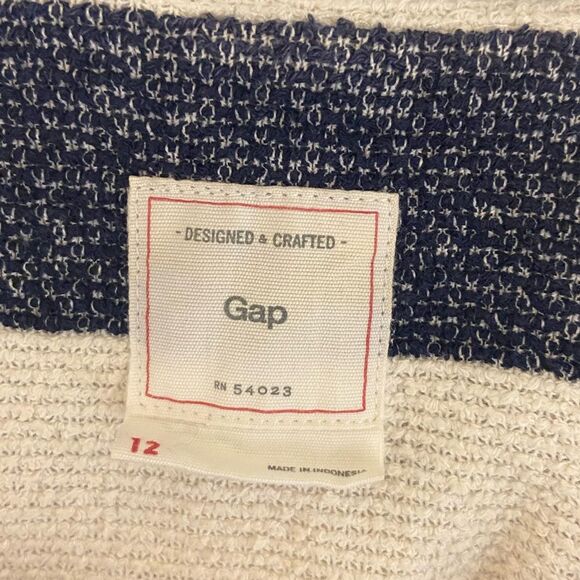 - DESIGNED & CRAFTED -
Gap
RN 54023
12
MADE IN INDONESIA